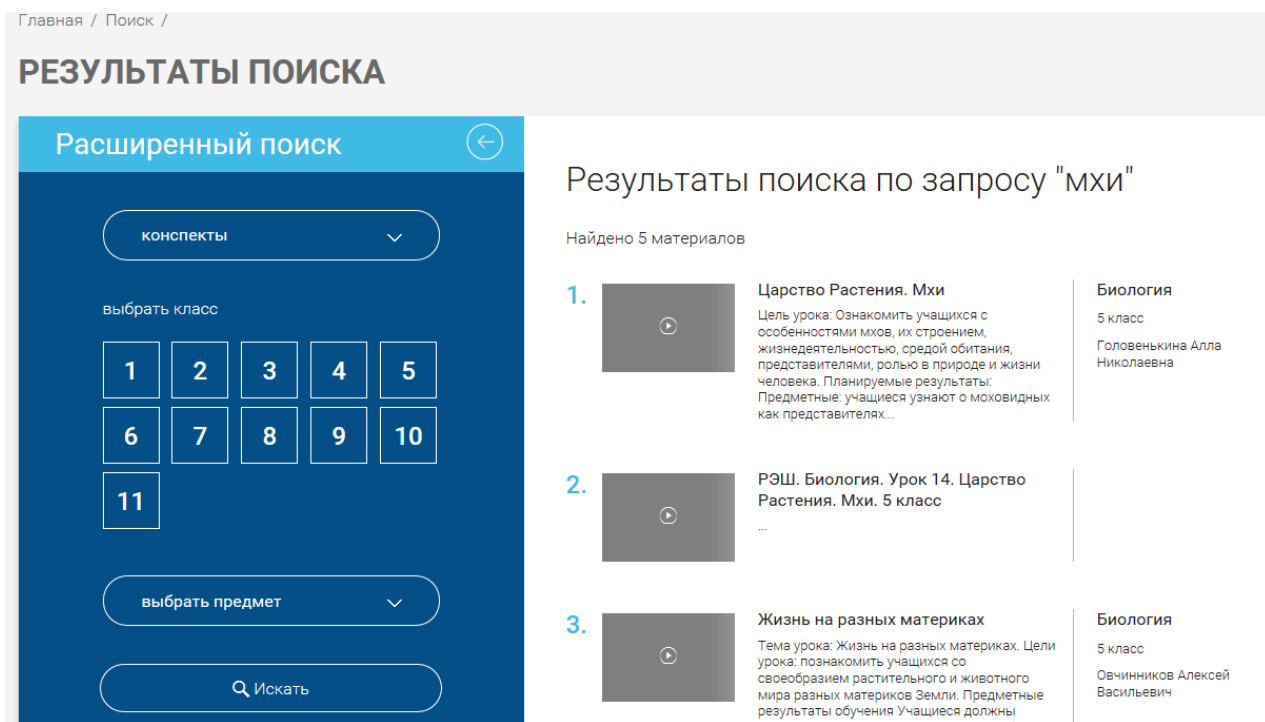 Главная / Поиск /
РЕЗУЛЬТАТЫ ПОИСКА
Расширенный поиск
конспекты
выбрать класс
1 2 3 4 5
6 7 8 9 10
11
выбрать предмет
Искать
Результаты поиска по запросу "мхи"
Найдено 5 материалов
1.
Царство Растения. Мхи
Цель урока: Ознакомить учащихся с
особенностями мхов, их строением,
жизнедеятельностью, средой обитания,
представителями, ролью в природе и жизни
человека. Планируемые результаты:
Предметные: учащиеся узнают о моховидных
как представителях...
Биология
5 класс
Головенькина Алла
Николаевна
2.
РЭШ. Биология. Урок 14. Царство
Растения. Мхи. 5 класс
...
3.
Жизнь на разных материках
Тема урока: Жизнь на разных материках. Цели
урока: познакомить учащихся со
своеобразием растительного и животного
мира разных материков Земли. Предметные
результаты обучения Учащиеся должны
Биология
5 класс
Овчинников Алексей
Васильевич